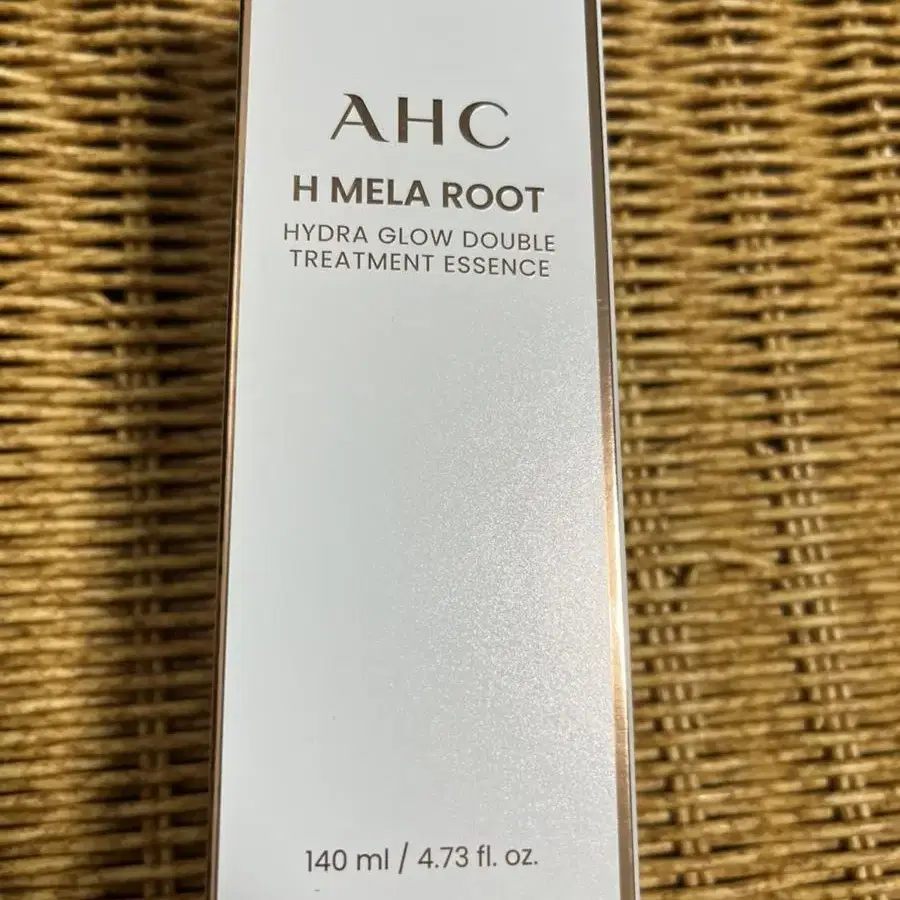 AHC
H MELA ROOT
HYDRA GLOW DOUBLE
TREATMENT ESSENCE
140 ml / 4.73 fl. oz.